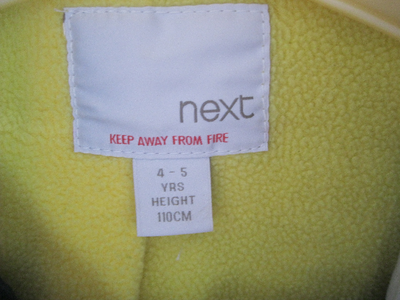 next
KEEP AWAY FROM FIRE
4 - 5
YRS
HEIGHT
110CM